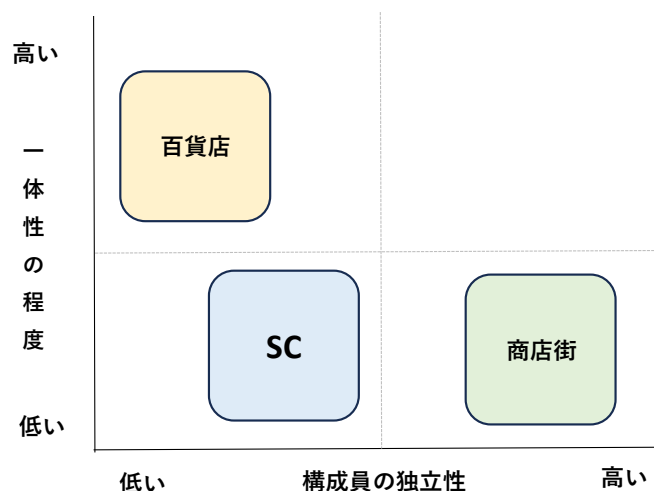 高い
百貨店
一体性の程度
SC
商店街
低い
低い
構成員の独立性
高い